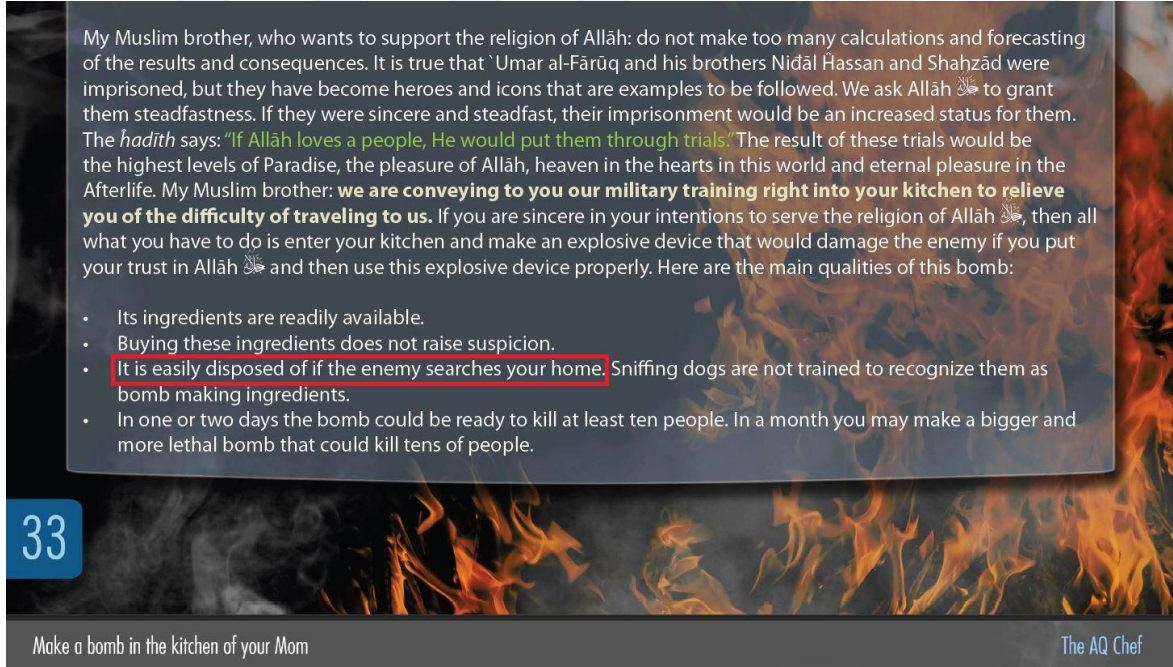 My Muslim brother, who wants to support the religion of Allāh: do not make too many calculations and forecasting
of the results and consequences. It is true that `Umar al-Fārūq and his brothers Niđāl Ĥassan and Shahzād were
imprisoned, but they have become heroes and icons that are examples to be followed. We ask Allāh ﷻ to grant
them steadfastness. If they were sincere and steadfast, their imprisonment would be an increased status for them.
The ĥadīth says: “If Allāh loves a people, He would put them through trials.” The result of these trials would be
the highest levels of Paradise, the pleasure of Allāh, heaven in the hearts in this world and eternal pleasure in the
Afterlife. My Muslim brother: we are conveying to you our military training right into your kitchen to relieve
you of the difficulty of traveling to us. If you are sincere in your intentions to serve the religion of Allāh ﷻ, then all
what you have to do is enter your kitchen and make an explosive device that would damage the enemy if you put
your trust in Allāh ﷻ and then use this explosive device properly. Here are the main qualities of this bomb:
• Its ingredients are readily available.
• Buying these ingredients does not raise suspicion.
• It is easily disposed of if the enemy searches your home. Sniffing dogs are not trained to recognize them as
bomb making ingredients.
• In one or two days the bomb could be ready to kill at least ten people. In a month you may make a bigger and
more lethal bomb that could kill tens of people.
33
Make a bomb in the kitchen of your Mom
The AQ Chef